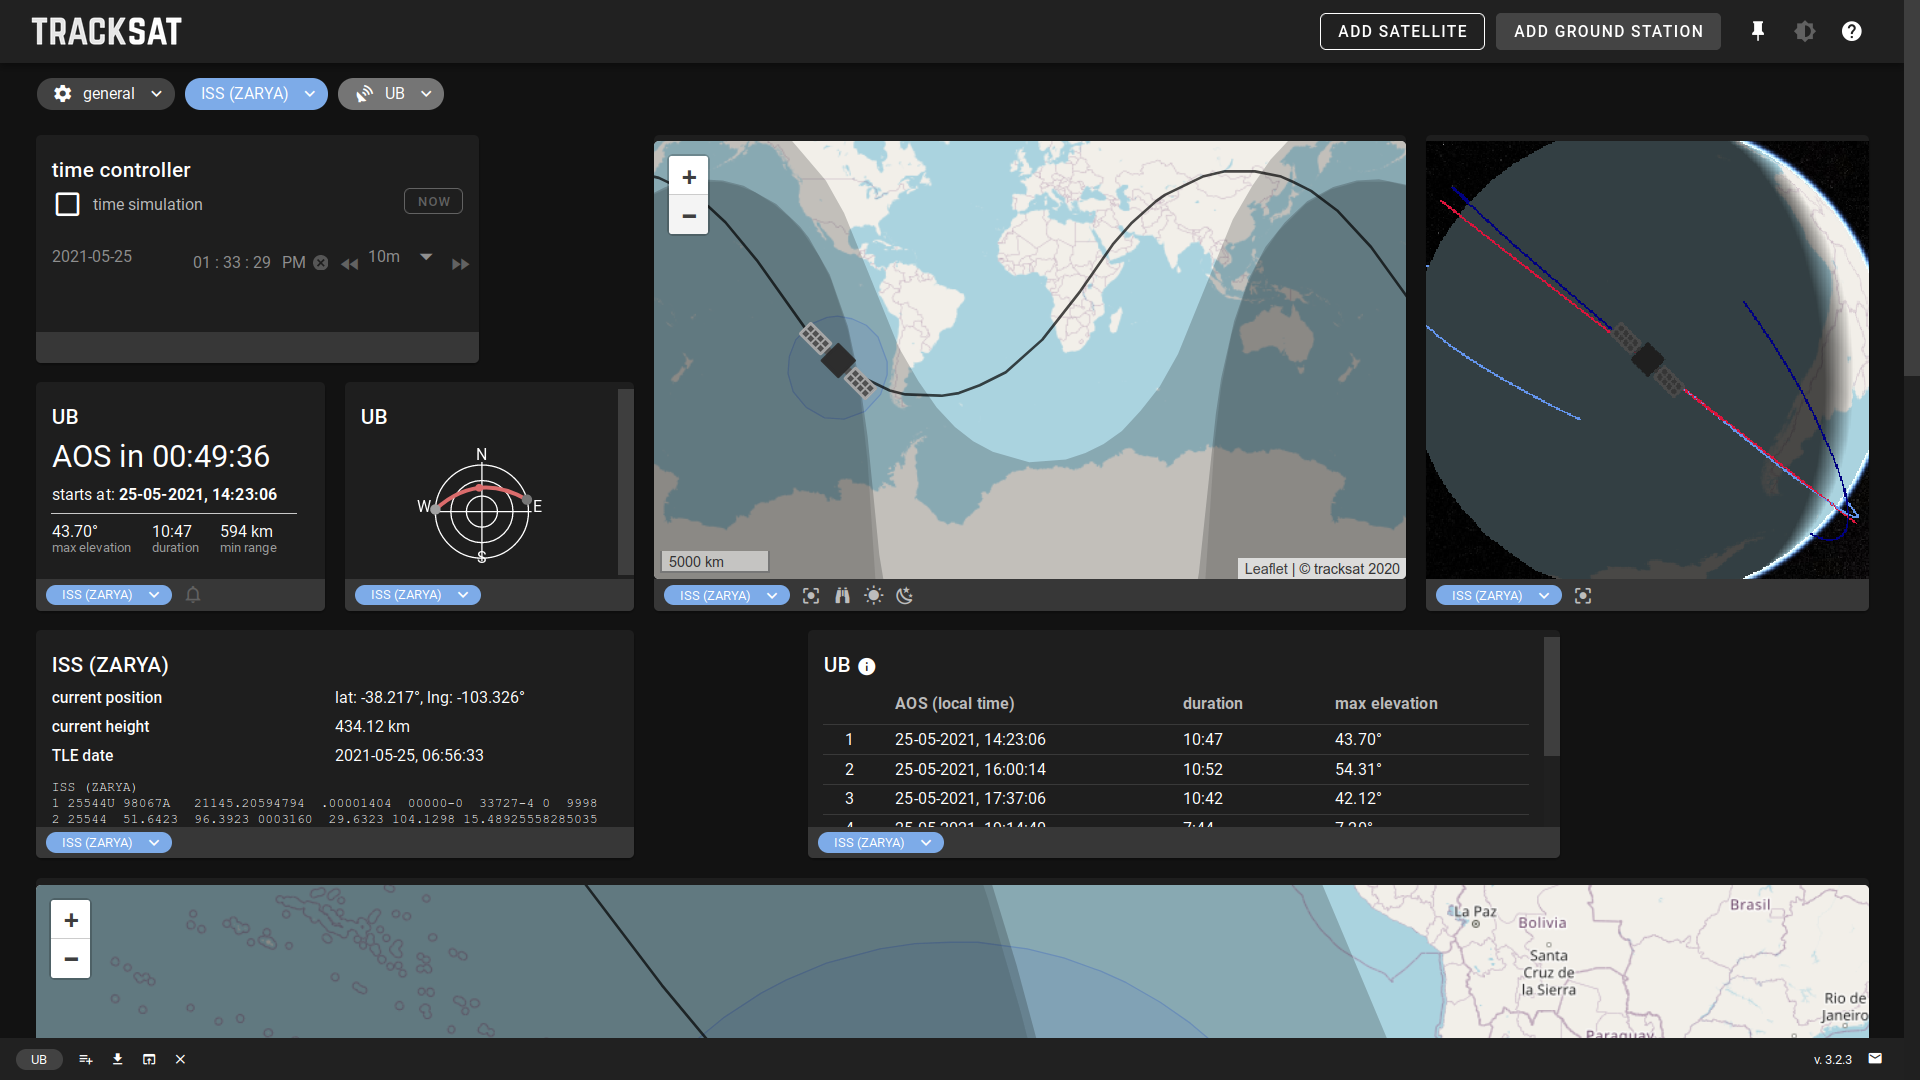 TRACKSAT
ADD SATELLITE
ADD GROUND STATION
general
ISS (ZARYA)
UB
time controller
time simulation
NOW
2021-05-25
01 : 33 : 29 PM
10m
UB
AOS in 00:49:36
starts at: 25-05-2021, 14:23:06
43.70° 10:47 594 km
max elevation duration min range
ISS (ZARYA)
UB
N
W E
S
ISS (ZARYA)
+
−
5000 km
Leaflet | © tracksat 2020
ISS (ZARYA)
ISS (ZARYA)
ISS (ZARYA)
current position lat: -38.217°, lng: -103.326°
current height 434.12 km
TLE date 2021-05-25, 06:56:33
ISS (ZARYA)
1 25544U 98067A 21145.20594794 .00001404 00000-0 33727-4 0 9998
2 25544 51.6423 96.3923 0003160 29.6323 104.1298 15.48925558285035
ISS (ZARYA)
UB
AOS (local time) duration max elevation
1 25-05-2021, 14:23:06 10:47 43.70°
2 25-05-2021, 16:00:14 10:52 54.31°
3 25-05-2021, 17:37:06 10:42 42.12°
ISS (ZARYA)
+
−
La Paz
Bolivia
Brasil
Santa
Cruz de
la Sierra
Rio de
Janeiro
Paraguay
UB
v. 3.2.3